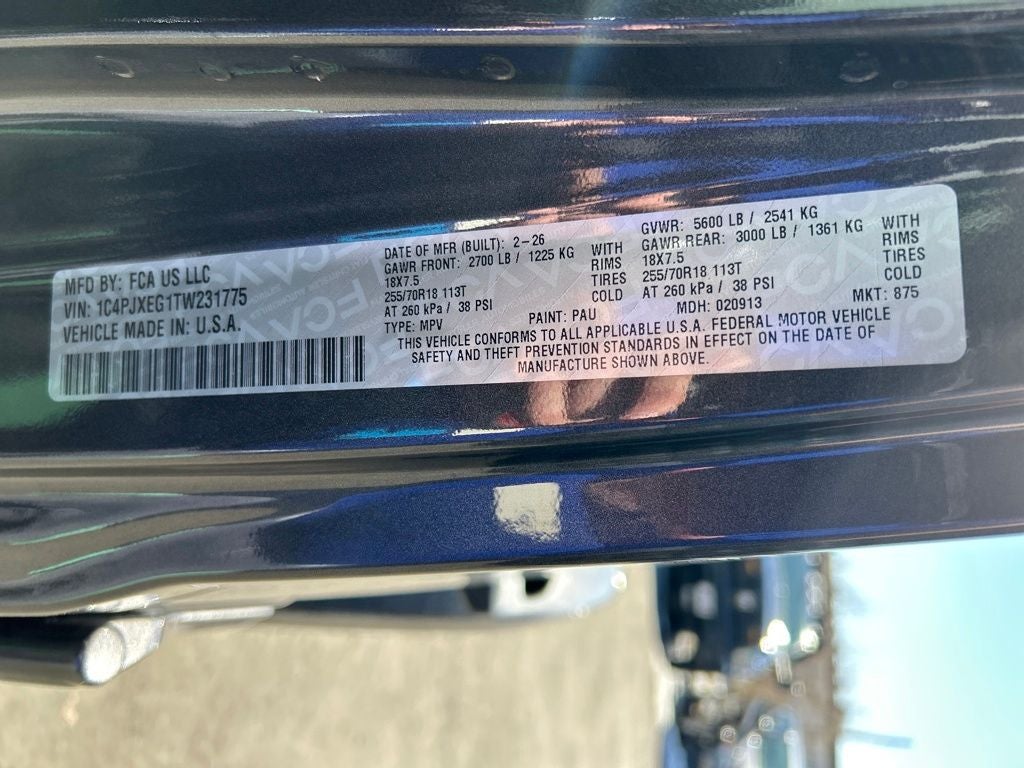 MFD BY: FCA US LLC
VIN: 1C4PJXEG1TW231775
VEHICLE MADE IN: U.S.A.
DATE OF MFR (BUILT): 2-26
GAWR FRONT: 2700 LB / 1225 KG WITH
18X7.5 RIMS
255/70R18 113T TIRES
AT 260 kPa / 38 PSI COLD
GVWR: 5600 LB / 2541 KG
GAWR REAR: 3000 LB / 1361 KG WITH
18X7.5 RIMS
255/70R18 113T TIRES
AT 260 kPa / 38 PSI COLD
TYPE: MPV PAINT: PAU MDH: 020913 MKT: 875
THIS VEHICLE CONFORMS TO ALL APPLICABLE U.S.A. FEDERAL MOTOR VEHICLE
SAFETY AND THEFT PREVENTION STANDARDS IN EFFECT ON THE DATE OF
MANUFACTURE SHOWN ABOVE.